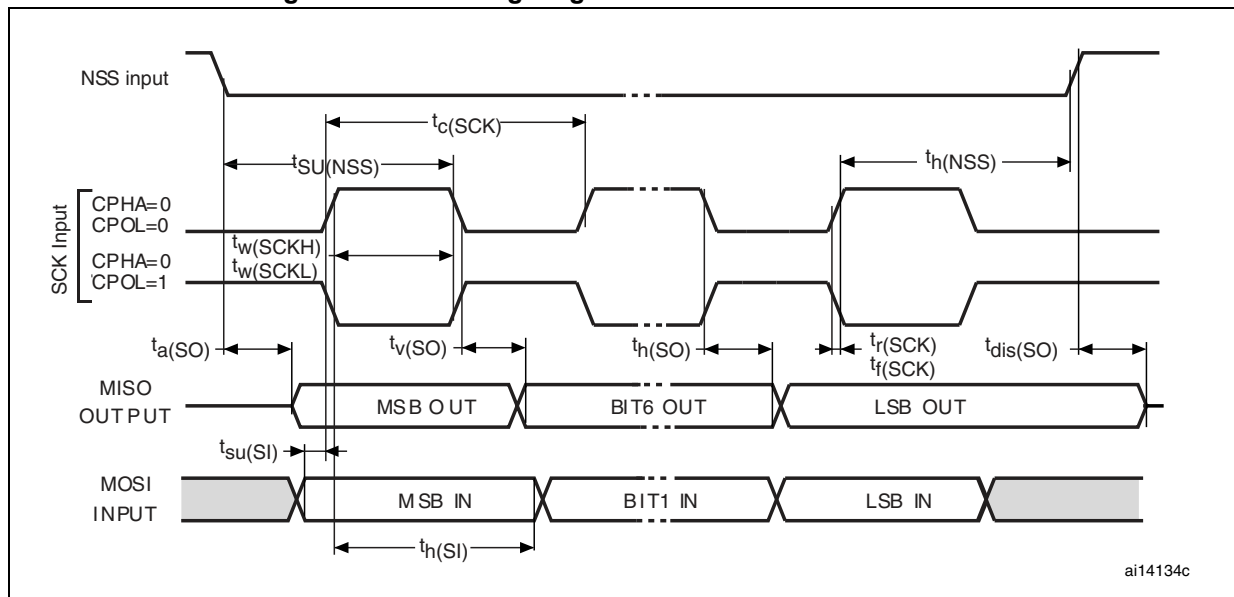 NSS input
tc(SCK)
tSU(NSS)
th(NSS)
SCK Input
CPHA=0
CPOL=0
tw(SCKH)
CPHA=0
tw(SCKL)
CPOL=1
ta(SO)
tv(SO)
th(SO)
tr(SCK)
tf(SCK)
tdis(SO)
MISO
OUTPUT
MSB OUT
BIT6 OUT
LSB OUT
tsu(SI)
MOSI
INPUT
MSB IN
BIT1 IN
LSB IN
th(SI)
ai14134c